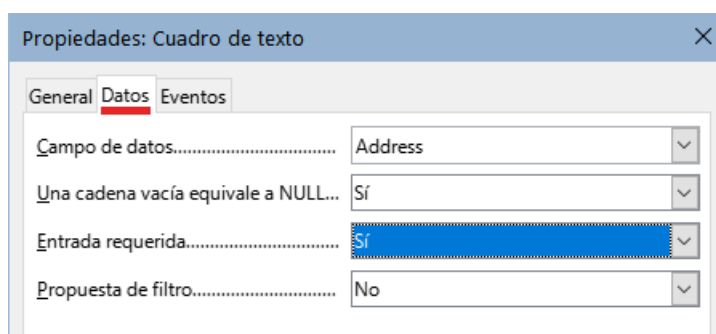 Propiedades: Cuadro de texto
General Datos Eventos
Campo de datos.................................. Address
Una cadena vacía equivale a NULL... Sí
Entrada requerida................................ Sí
Propuesta de filtro.............................. No